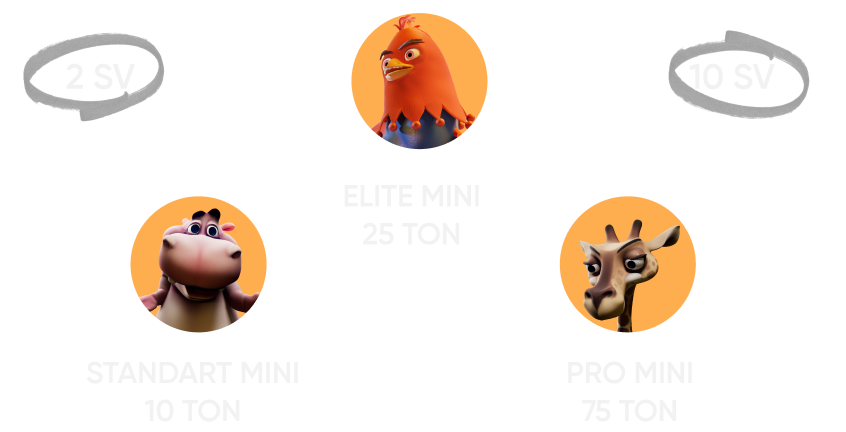 2 SV
10 SV
ELITE MINI
25 TON
STANDART MINI
10 TON
PRO MINI
75 TON